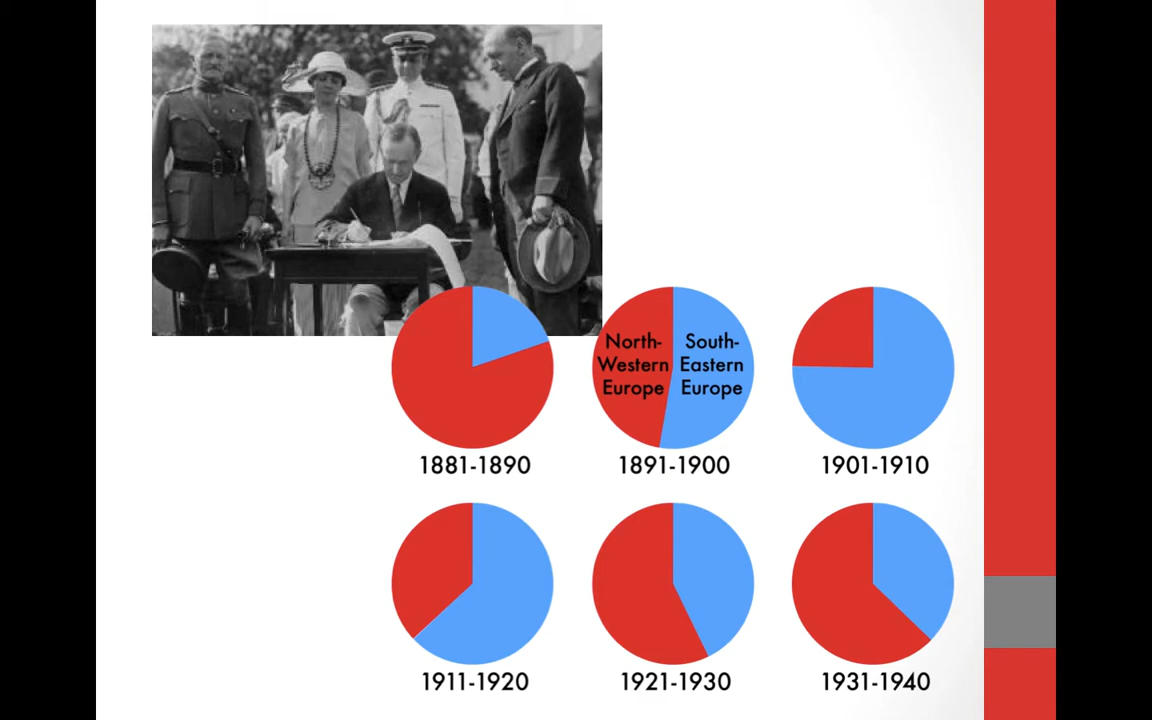 North-
Western
Europe
South-
Eastern
Europe
1881-1890
1891-1900
1901-1910
1911-1920
1921-1930
1931-1940